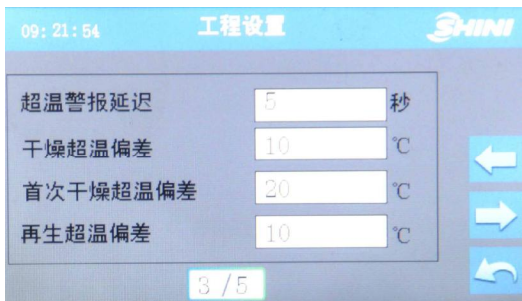 09:21:54 工程设置 SHINI
超温警报延迟 5 秒
干燥超温偏差 10 ℃
首次干燥超温偏差 20 ℃
再生超温偏差 10 ℃
3 /5